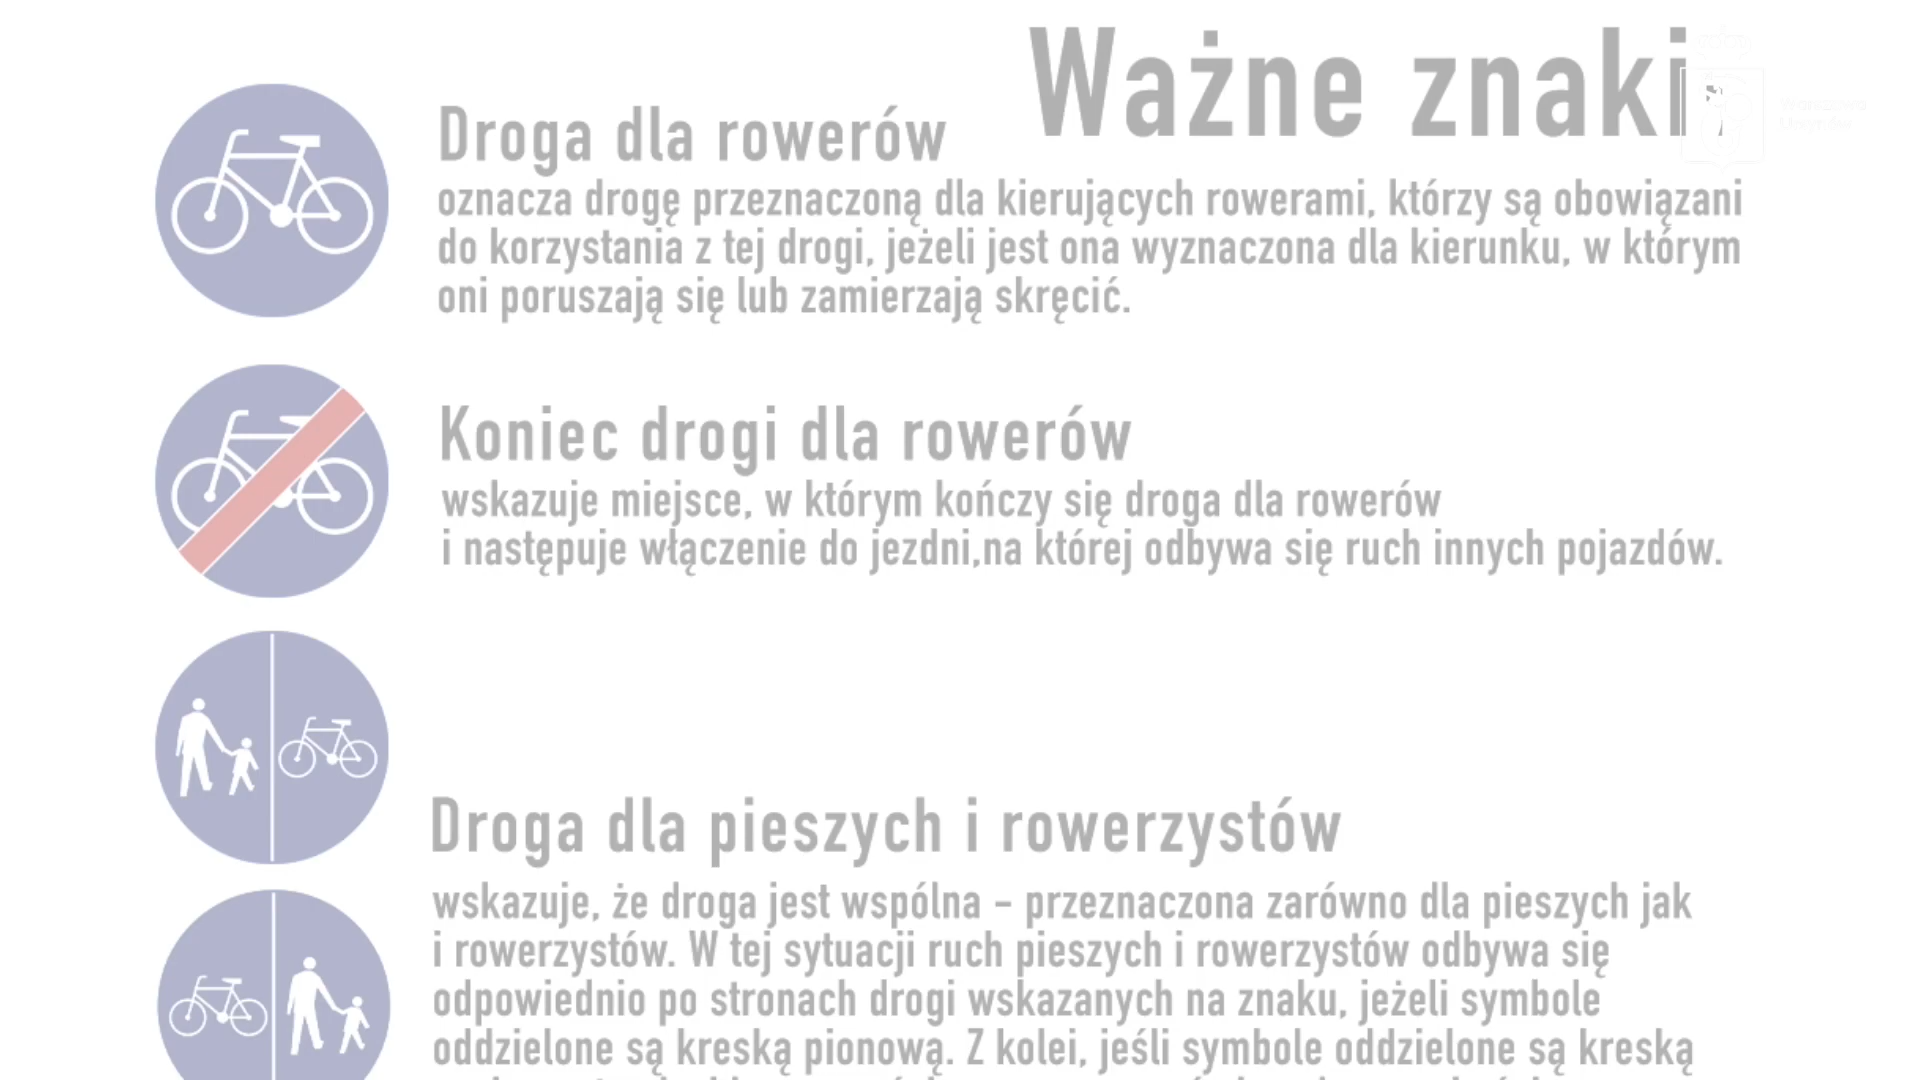 Ważne znaki
Droga dla rowerów
oznacza drogę przeznaczoną dla kierujących rowerami, którzy są obowiązani
do korzystania z tej drogi, jeżeli jest ona wyznaczona dla kierunku, w którym
oni poruszają się lub zamierzają skręcić.
Koniec drogi dla rowerów
wskazuje miejsce, w którym kończy się droga dla rowerów
i następuje włączenie do jezdni,na której odbywa się ruch innych pojazdów.
Droga dla pieszych i rowerzystów
wskazuje, że droga jest wspólna – przeznaczona zarówno dla pieszych jak
i rowerzystów. W tej sytuacji ruch pieszych i rowerzystów odbywa się
odpowiednio po stronach drogi wskazanych na znaku, jeżeli symbole
oddzielone są kreską pionową. Z kolei, jeśli symbole oddzielone są kreską